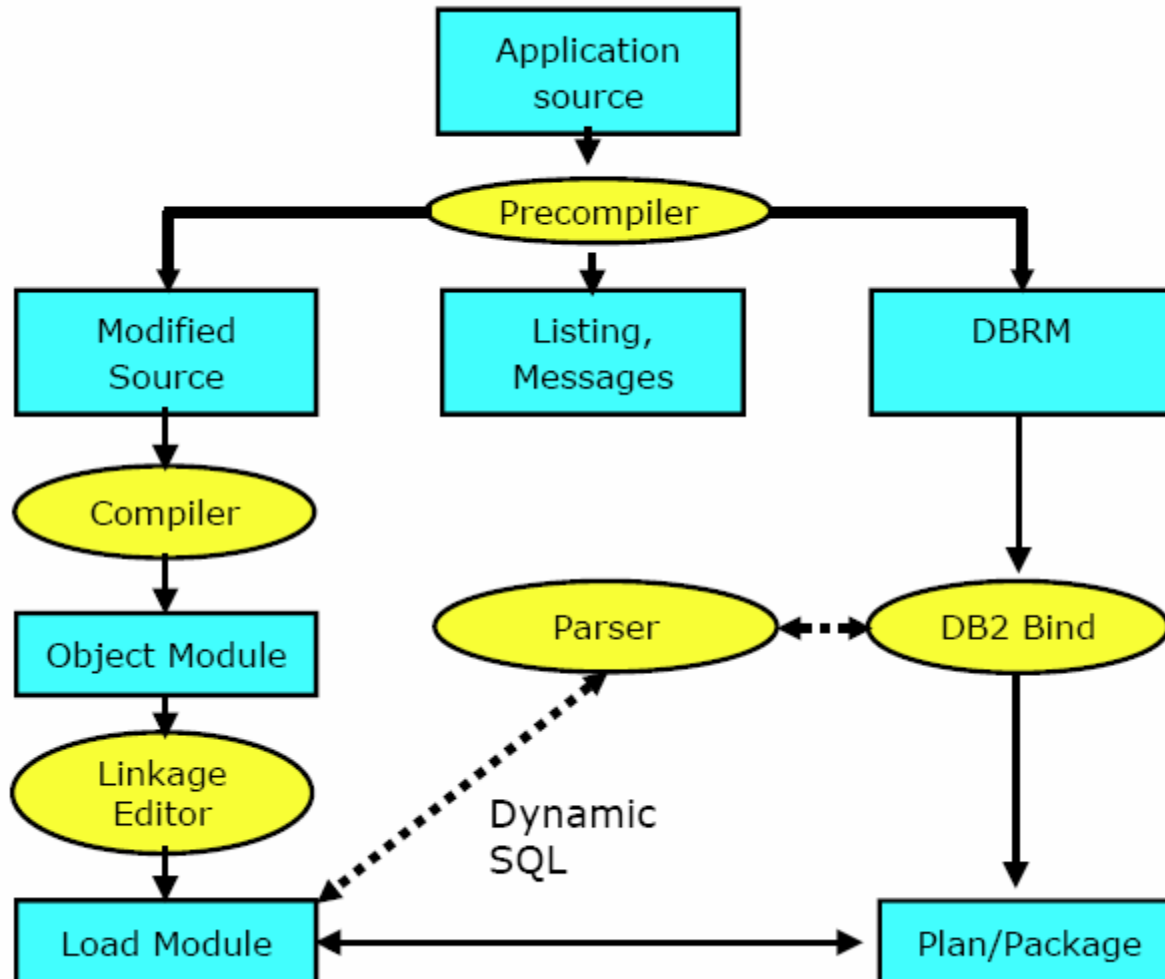 Application
source
Precompiler
Modified
Source
Listing,
Messages
DBRM
Compiler
Parser
DB2 Bind
Object Module
Linkage
Editor
Dynamic
SQL
Load Module
Plan/Package